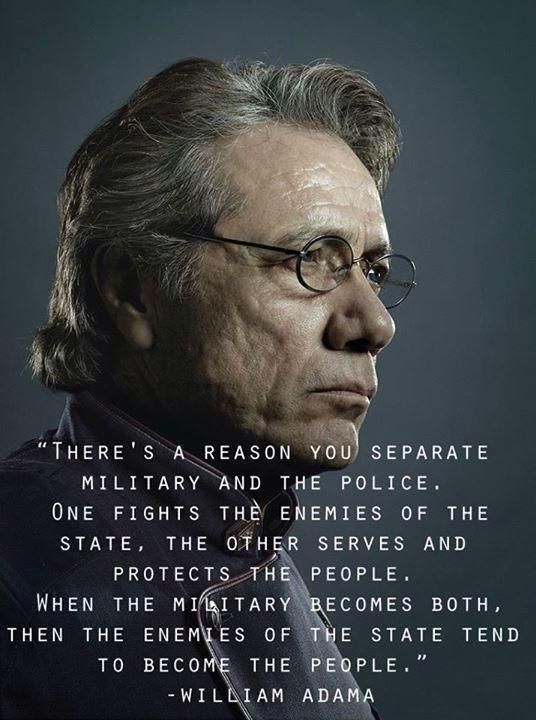 “THERE'S A REASON YOU SEPARATE
MILITARY AND THE POLICE.
ONE FIGHTS THE ENEMIES OF THE
STATE, THE OTHER SERVES AND
PROTECTS THE PEOPLE.
WHEN THE MILITARY BECOMES BOTH,
THEN THE ENEMIES OF THE STATE TEND
TO BECOME THE PEOPLE.”
-WILLIAM ADAMA